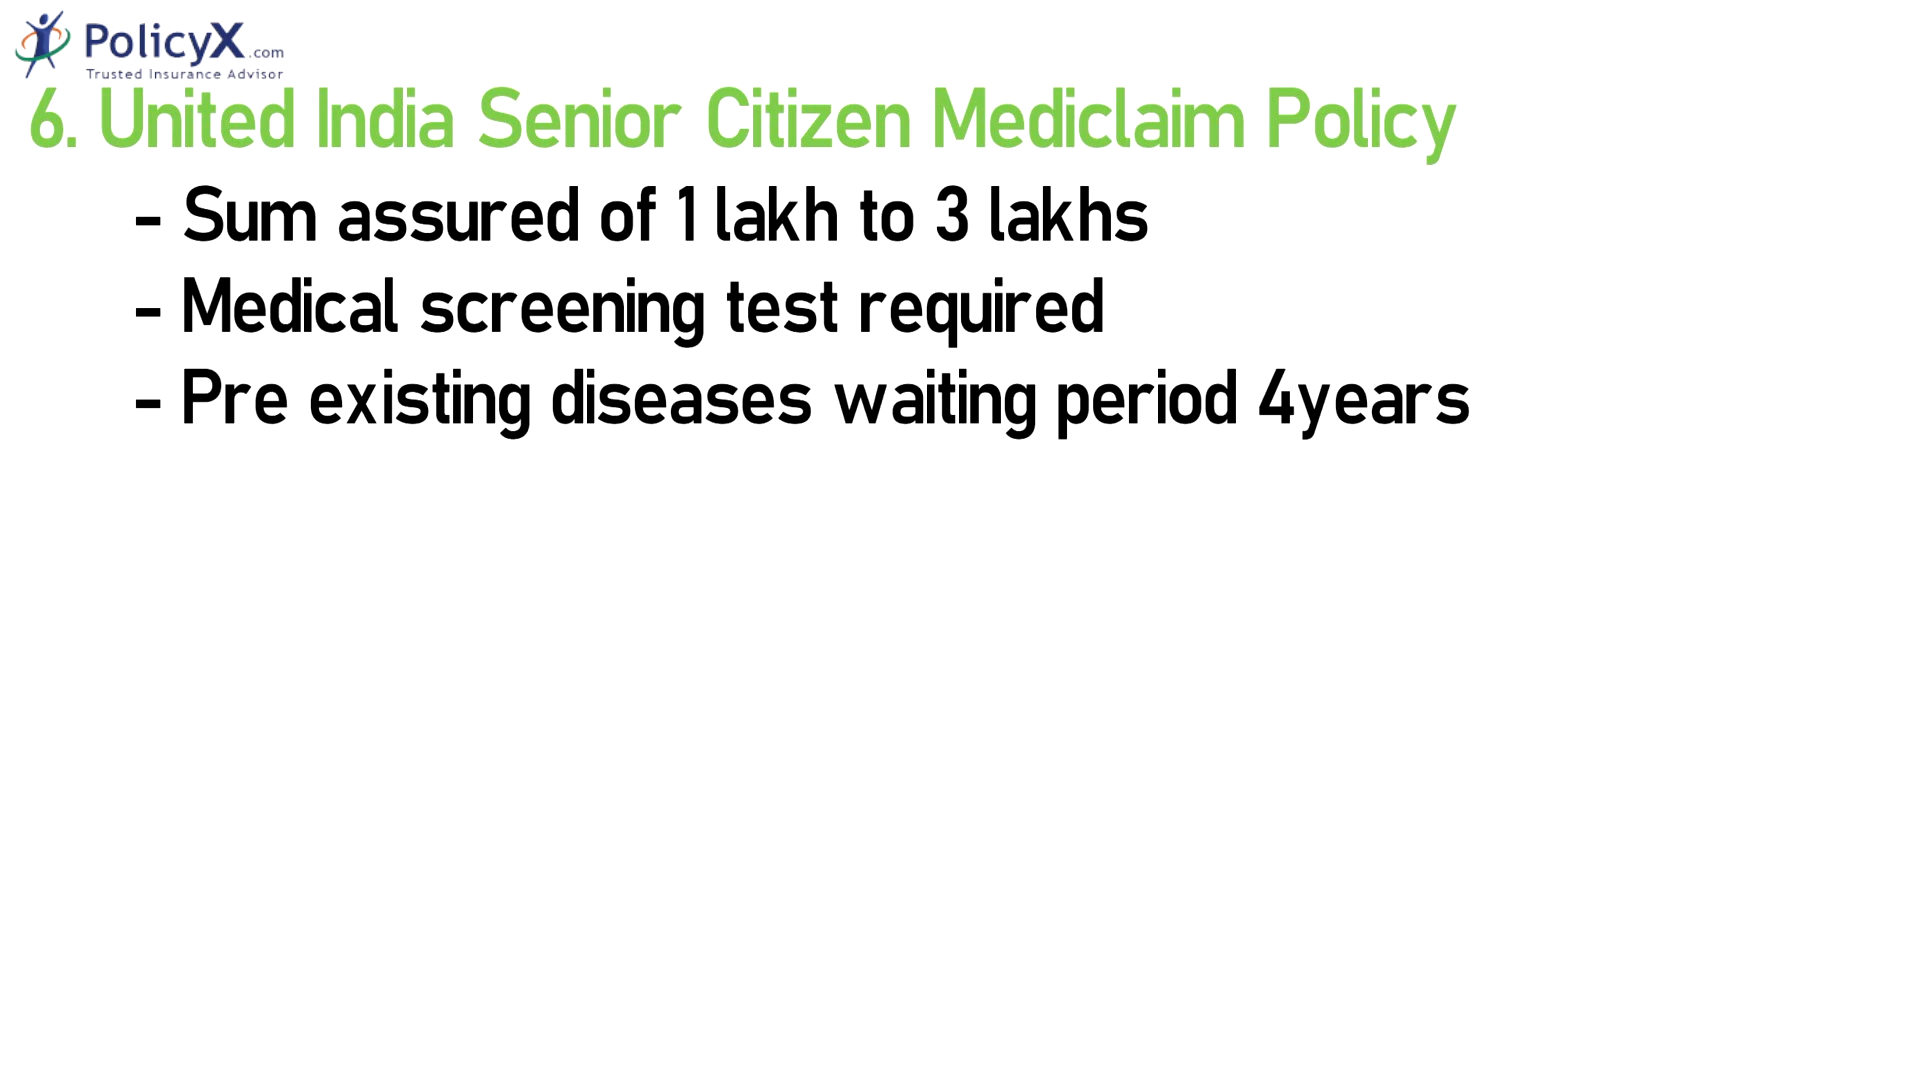 PolicyX.com
Trusted Insurance Advisor
6. United India Senior Citizen Mediclaim Policy
- Sum assured of 1 lakh to 3 lakhs
- Medical screening test required
- Pre existing diseases waiting period 4years